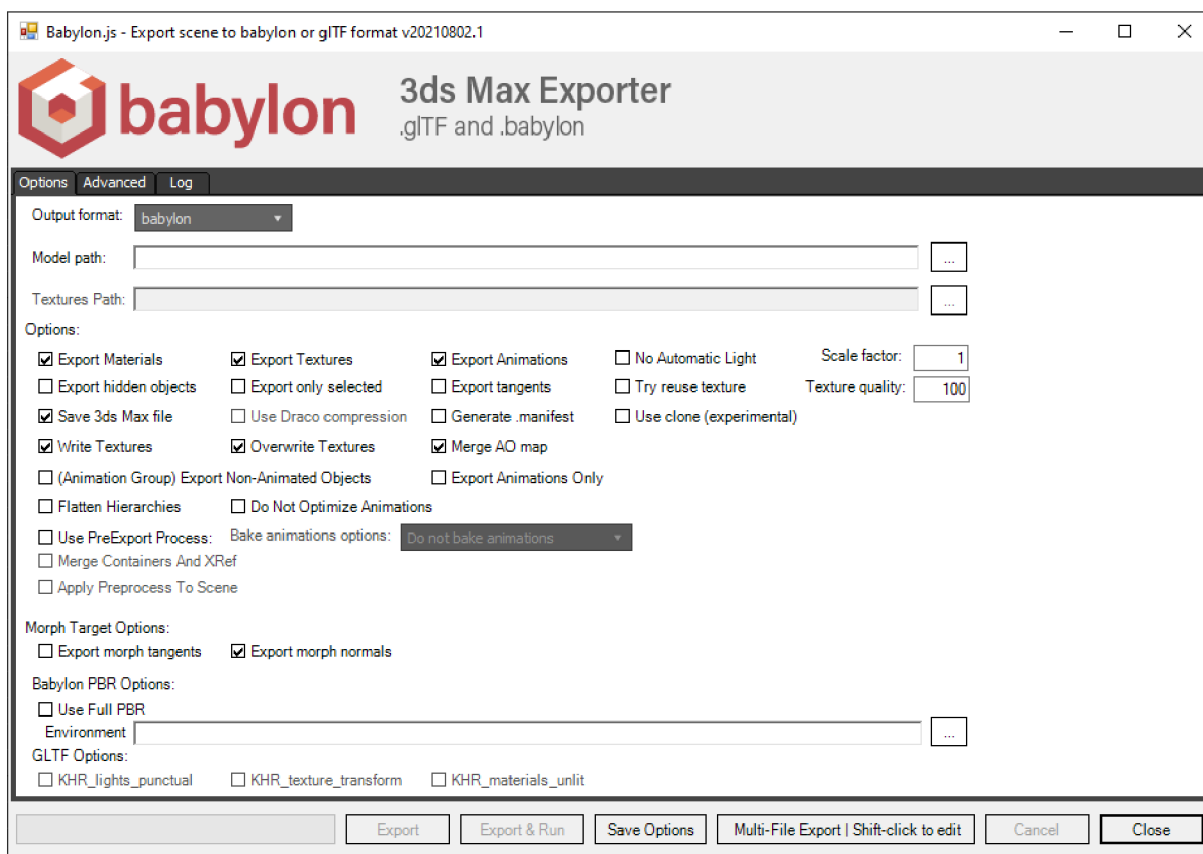 Babylon.js - Export scene to babylon or glTF format v20210802.1
babylon
3ds Max Exporter
.glTF and .babylon
Options Advanced Log
Output format: babylon
Model path: ...
Textures Path: ...
Options:
Export Materials Export Textures Export Animations No Automatic Light Scale factor: 1
Export hidden objects Export only selected Export tangents Try reuse texture Texture quality: 100
Save 3ds Max file Use Draco compression Generate .manifest Use clone (experimental)
Write Textures Overwrite Textures Merge AO map
(Animation Group) Export Non-Animated Objects Export Animations Only
Flatten Hierarchies Do Not Optimize Animations
Use PreExport Process: Bake animations options: Do not bake animations
Merge Containers And XRef
Apply Preprocess To Scene
Morph Target Options:
Export morph tangents Export morph normals
Babylon PBR Options:
Use Full PBR
Environment ...
GLTF Options:
KHR_lights_punctual KHR_texture_transform KHR_materials_unlit
Export Export & Run Save Options Multi-File Export | Shift-click to edit Cancel Close